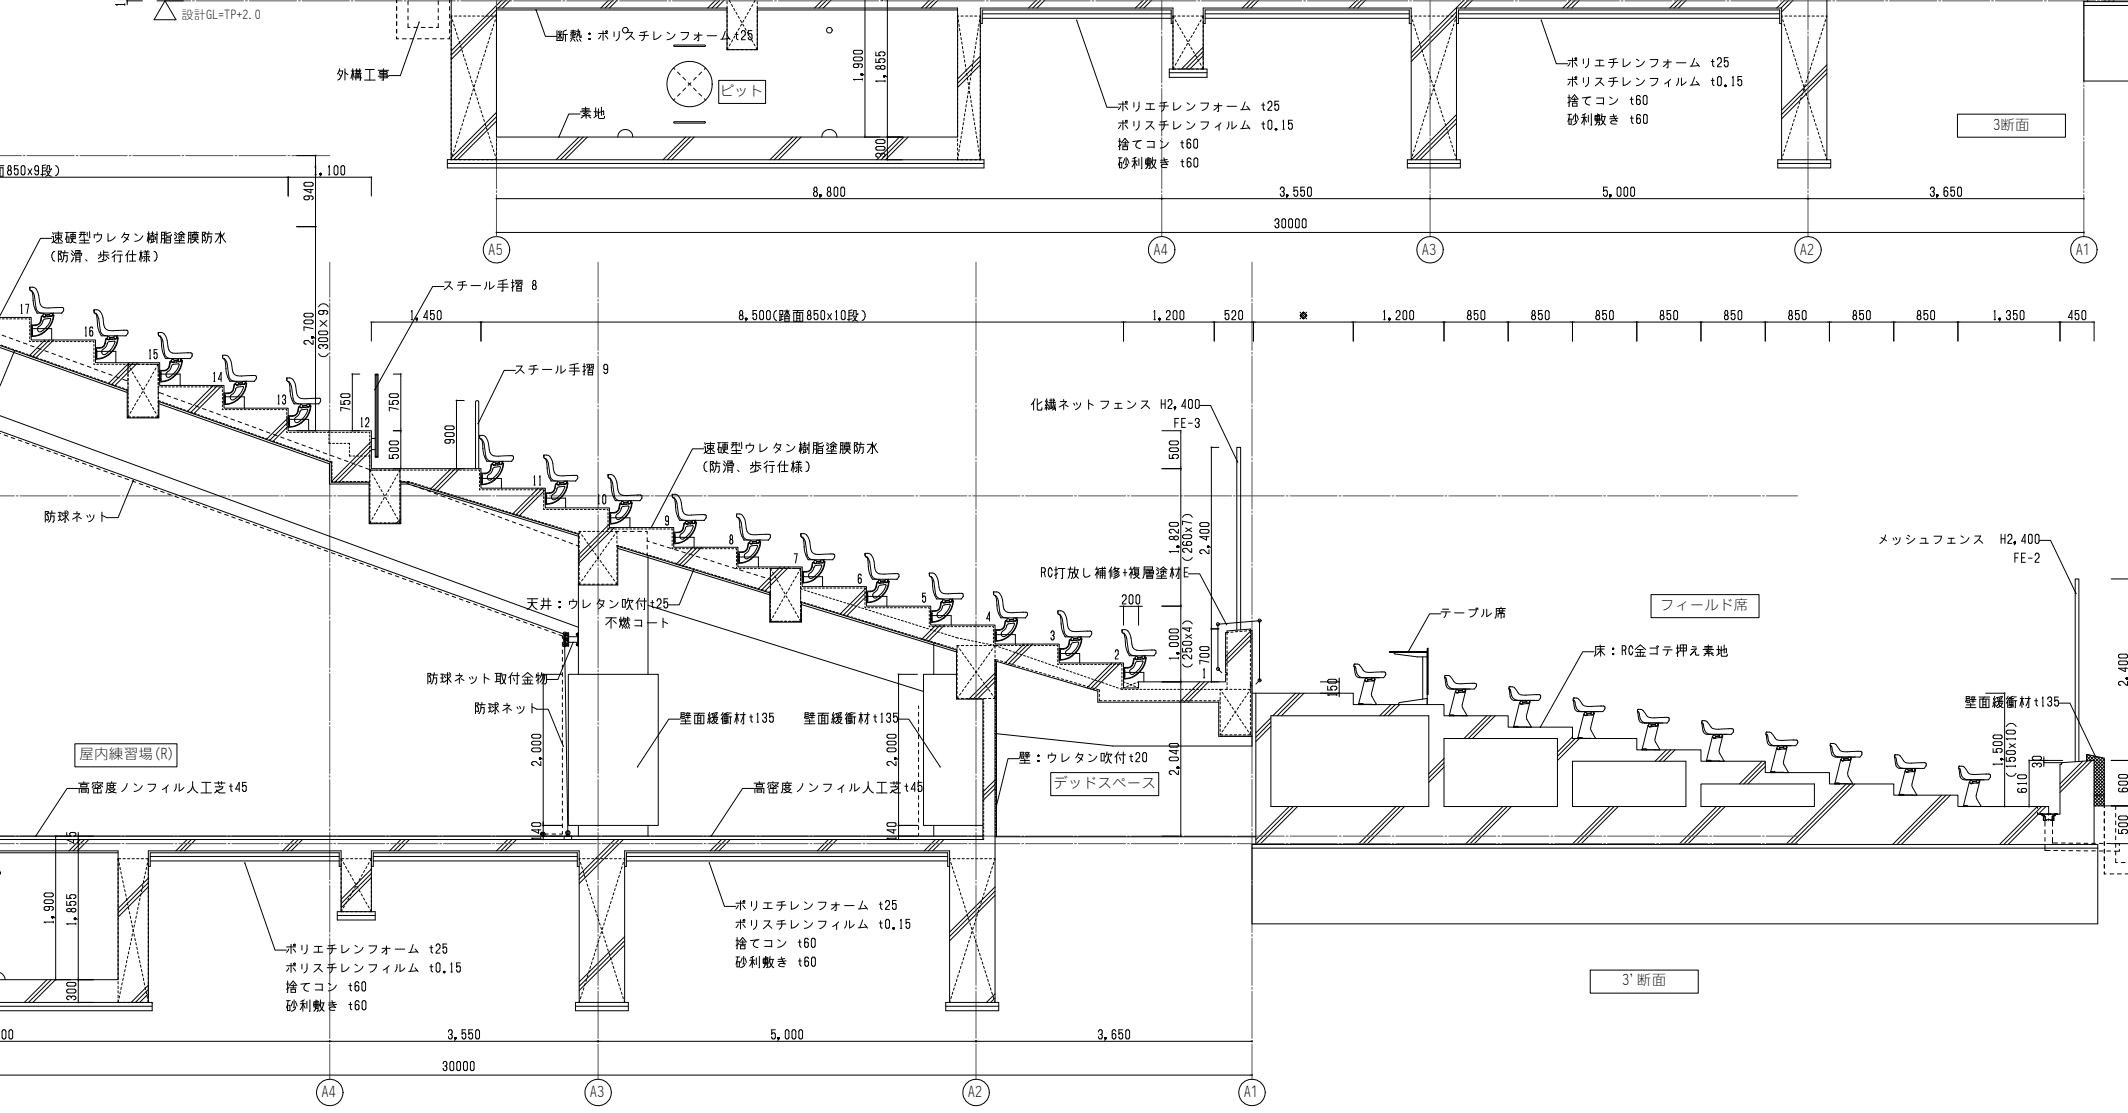 設計GL=TP+2.0
外構工事
断熱：ポリスチレンフォームt25
ピット
素地
1,900
1,855
300
ポリエチレンフォーム t25
ポリスチレンフィルム t0.15
捨てコン t60
砂利敷き t60
ポリエチレンフォーム t25
ポリスチレンフィルム t0.15
捨てコン t60
砂利敷き t60
3断面
8,800
3,550
5,000
3,650
30000
A5
A4
A3
A2
A1
面850x9段)
1,100
940
速硬型ウレタン樹脂塗膜防水
(防滑、歩行仕様)
2,700
(300×9)
スチール手摺 8
1,450
8,500(踏面850x10段)
1,200
520
※
1,200
850
850
850
850
850
850
850
850
1,350
450
17
16
15
14
13
12
750
750
500
900
スチール手摺 9
速硬型ウレタン樹脂塗膜防水
(防滑、歩行仕様)
11
10
9
8
7
6
5
4
3
2
1
防球ネット
天井：ウレタン吹付t25
不燃コート
化繊ネットフェンス H2,400
FE-3
500
1,820
(260x7)
2,400
RC打放し補修+複層塗材E
200
1,000
(250x4)
700
2,040
150
テーブル席
フィールド席
床：RC金ゴテ押え素地
メッシュフェンス H2,400
FE-2
2,400
壁面緩衝材t135
1,500
(150x10)
610
30
600
500
防球ネット取付金物
防球ネット
2,000
140
壁面緩衝材t135
壁面緩衝材t135
2,000
140
壁：ウレタン吹付t20
デッドスペース
屋内練習場(R)
高密度ノンフィル人工芝t45
高密度ノンフィル人工芝t45
45
1,900
1,855
300
ポリエチレンフォーム t25
ポリスチレンフィルム t0.15
捨てコン t60
砂利敷き t60
ポリエチレンフォーム t25
ポリスチレンフィルム t0.15
捨てコン t60
砂利敷き t60
3'断面
00
3,550
5,000
3,650
30000
A4
A3
A2
A1